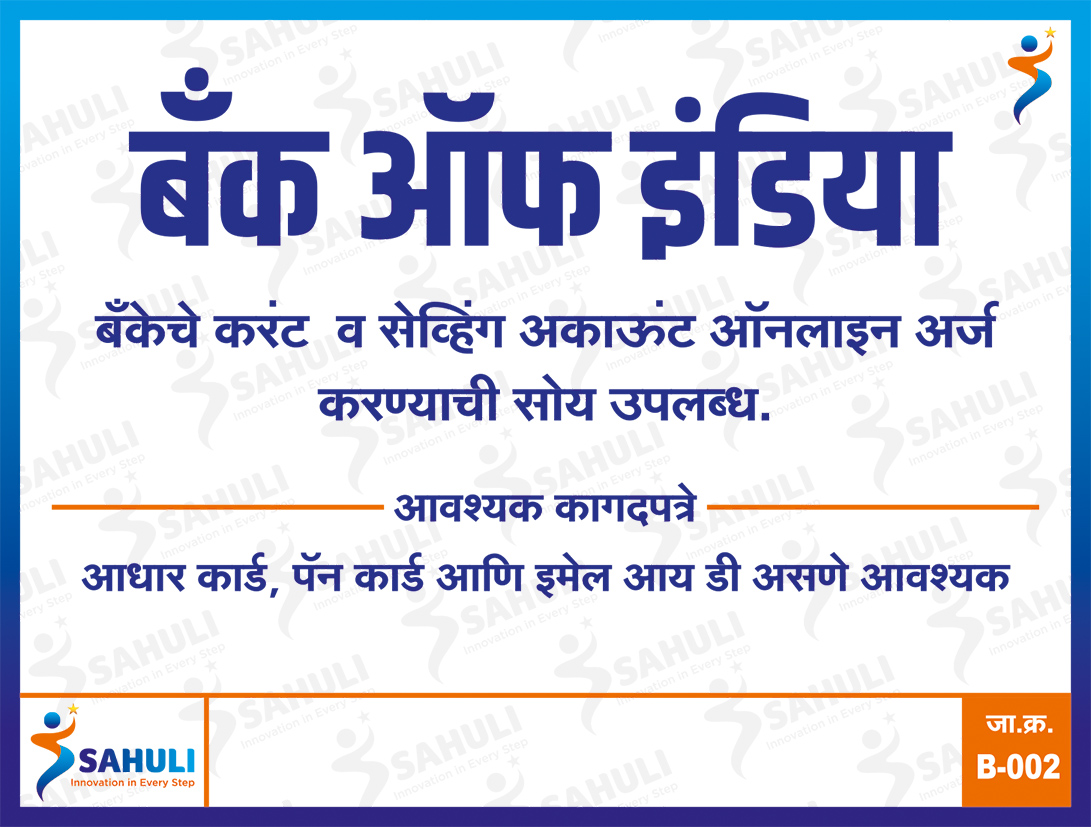 बँक ऑफ इंडिया
बँकेचे करंट व सेव्हिंग अकाऊंट ऑनलाइन अर्ज
करण्याची सोय उपलब्ध.
आवश्यक कागदपत्रे
आधार कार्ड, पॅन कार्ड आणि इमेल आय डी असणे आवश्यक
SAHULI
Innovation in Every Step
जा.क्र.
B-002